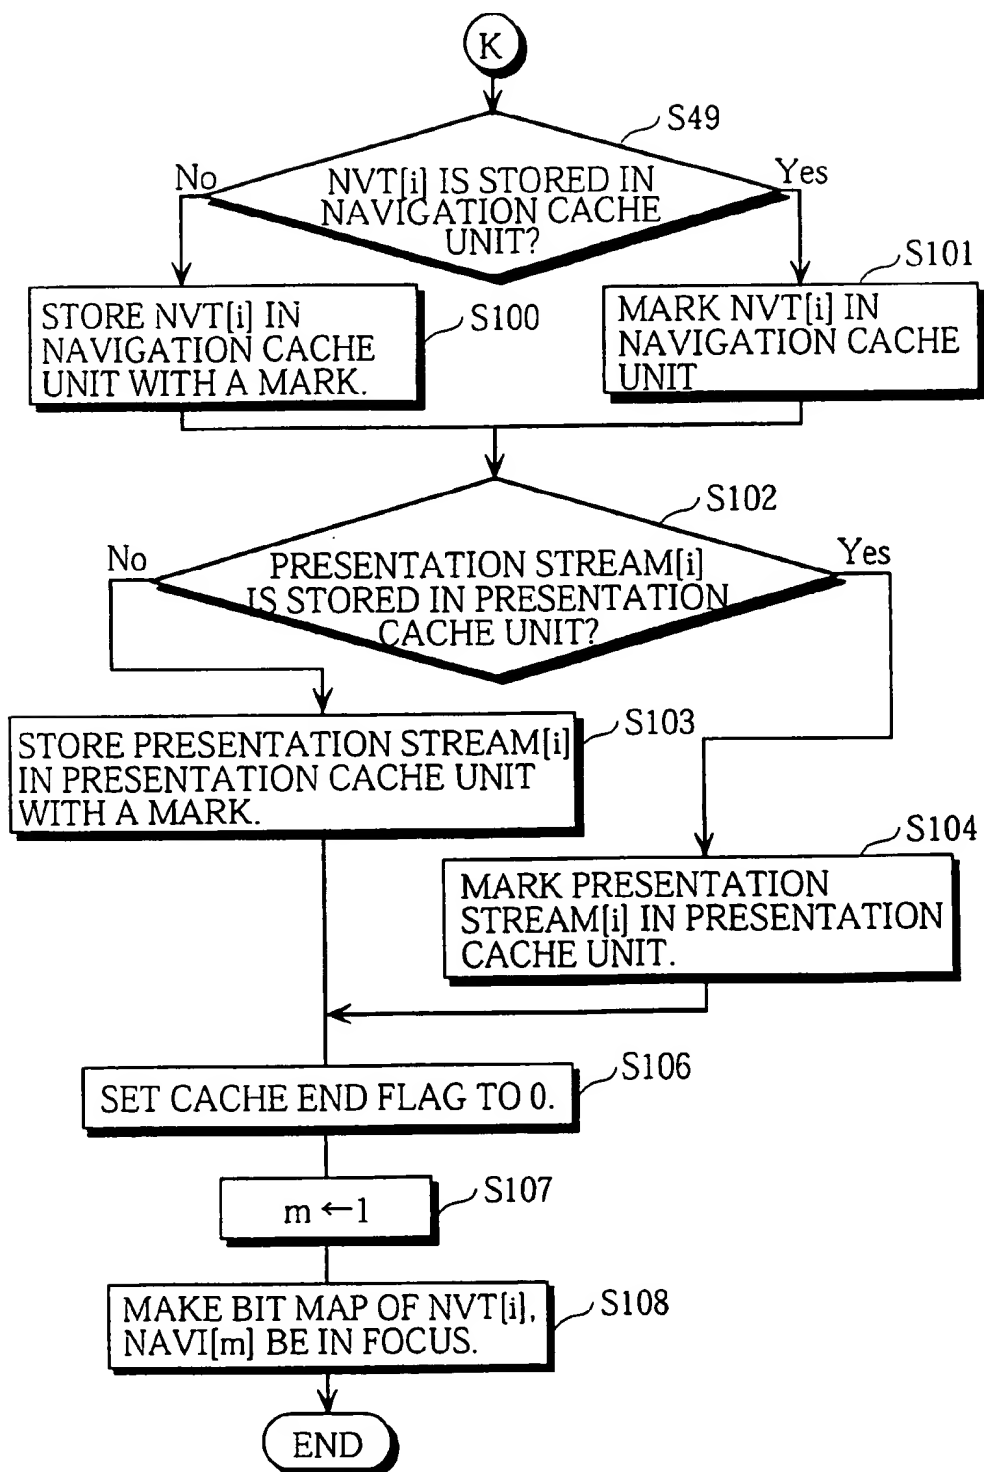 K
S49
No
Yes
NVT[i] IS STORED IN
NAVIGATION CACHE
UNIT?
S101
STORE NVT[i] IN
NAVIGATION CACHE
UNIT WITH A MARK.
S100
MARK NVT[i] IN
NAVIGATION CACHE
UNIT
S102
No
Yes
PRESENTATION STREAM[i]
IS STORED IN PRESENTATION
CACHE UNIT?
S103
STORE PRESENTATION STREAM[i]
IN PRESENTATION CACHE UNIT
WITH A MARK.
S104
MARK PRESENTATION
STREAM[i] IN PRESENTATION
CACHE UNIT.
S106
SET CACHE END FLAG TO 0.
S107
m ←1
S108
MAKE BIT MAP OF NVT[i],
NAVI[m] BE IN FOCUS.
END